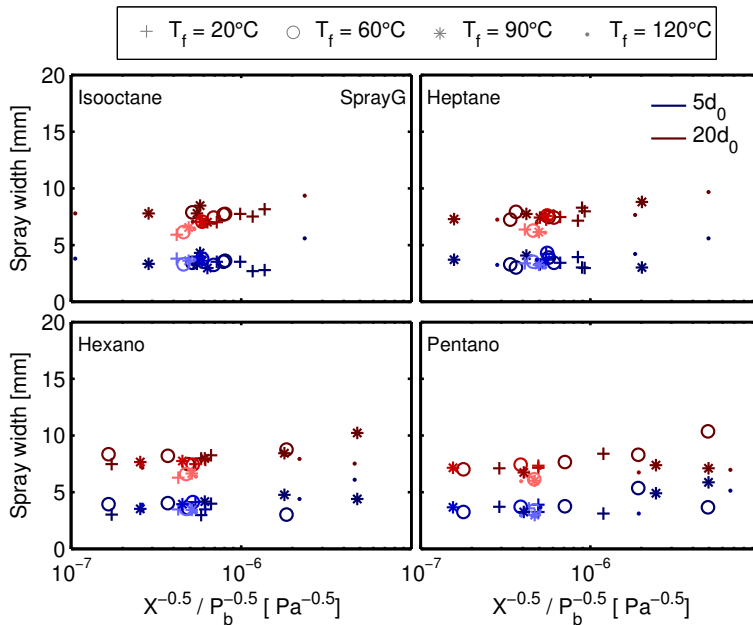 + T_f = 20°C ○ T_f = 60°C * T_f = 90°C · T_f = 120°C
20
15
10
5
0
Spray width [mm]
Isooctane SprayG
Heptane
5d_0
20d_0
20
15
10
5
0
Spray width [mm]
Hexano
Pentano
10^-7 10^-6 10^-7 10^-6
X^-0.5 / P_b^-0.5 [ Pa^-0.5]
X^-0.5 / P_b^-0.5 [ Pa^-0.5]